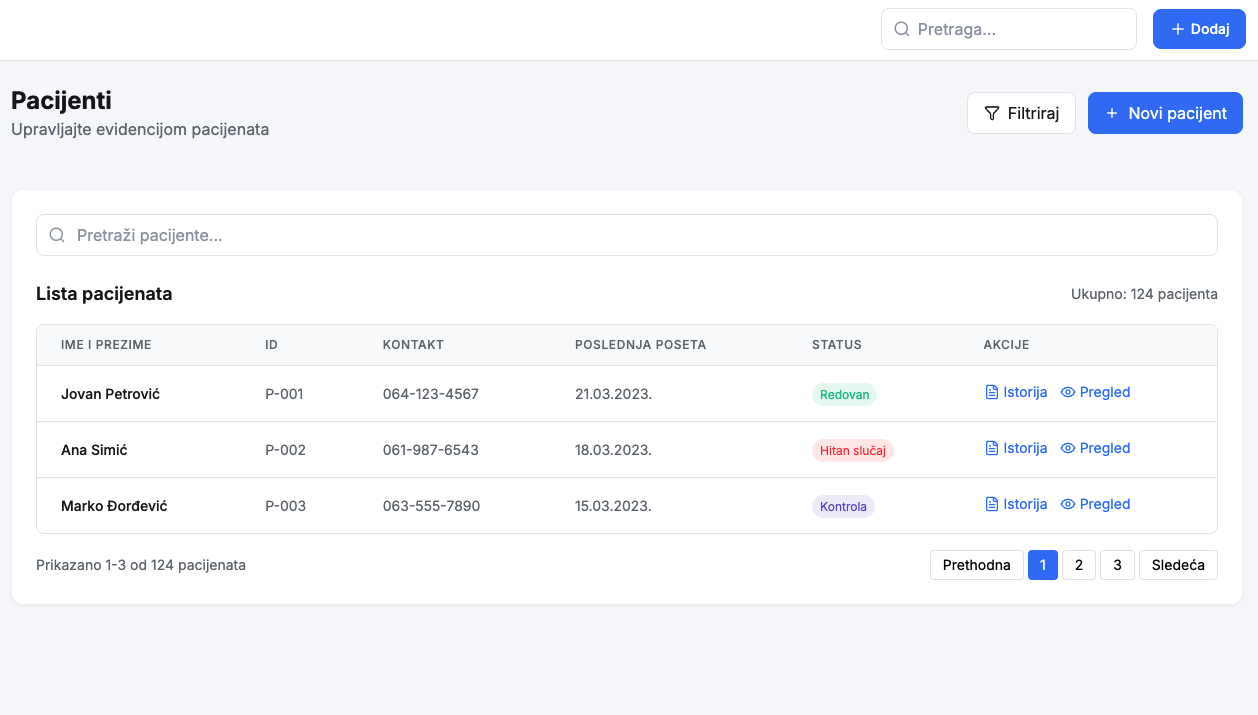 Pretraga...
Dodaj
Pacijenti
Upravljajte evidencijom pacijenata
Filtriraj
Novi pacijent
Pretraži pacijente...
Lista pacijenata
Ukupno: 124 pacijenta
IME I PREZIME ID KONTAKT POSLEDNJA POSETA STATUS AKCIJE
Jovan Petrović P-001 064-123-4567 21.03.2023. Redovan Istorija Pregled
Ana Simić P-002 061-987-6543 18.03.2023. Hitan slučaj Istorija Pregled
Marko Đorđević P-003 063-555-7890 15.03.2023. Kontrola Istorija Pregled
Prikazano 1-3 od 124 pacijenata
Prethodna 1 2 3 Sledeća